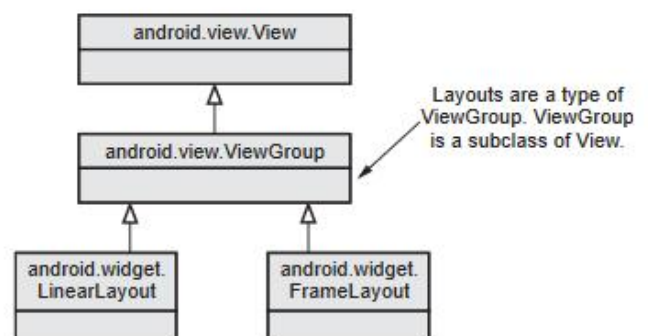 android.view.View
Layouts are a type of
ViewGroup. ViewGroup
is a subclass of View.
android.view.ViewGroup
android.widget.
LinearLayout
android.widget.
FrameLayout